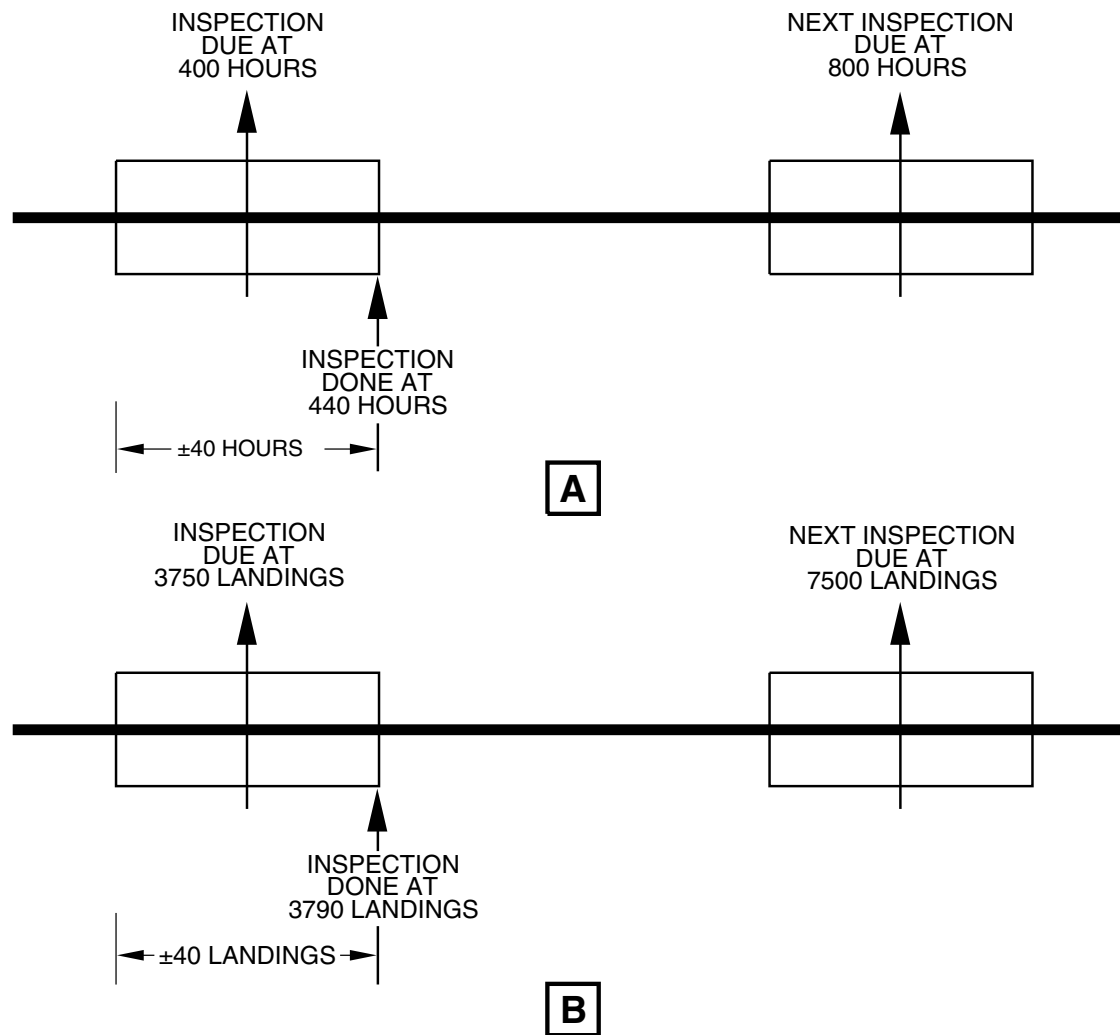 INSPECTION
DUE AT
400 HOURS
NEXT INSPECTION
DUE AT
800 HOURS
INSPECTION
DONE AT
440 HOURS
±40 HOURS
A
INSPECTION
DUE AT
3750 LANDINGS
NEXT INSPECTION
DUE AT
7500 LANDINGS
INSPECTION
DONE AT
3790 LANDINGS
±40 LANDINGS
B